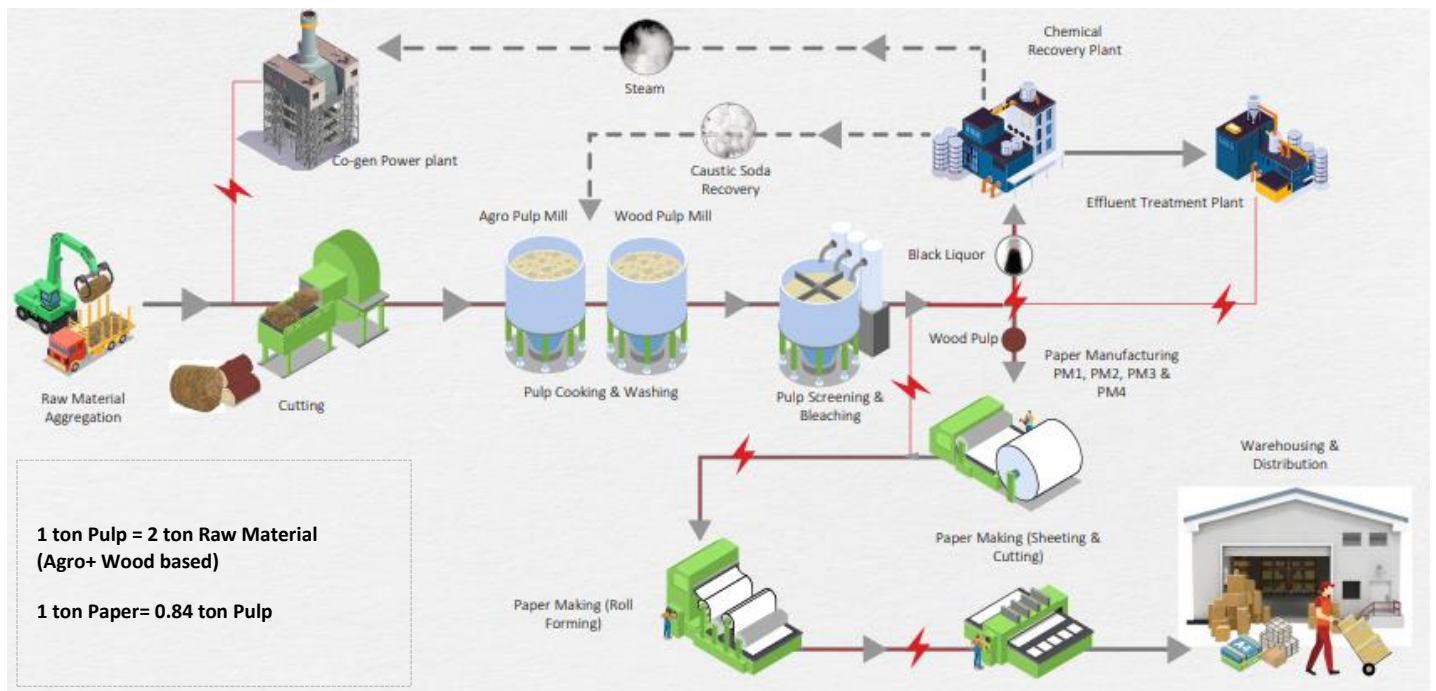 Chemical
Recovery Plant
Steam
Co-gen Power plant
Caustic Soda
Recovery
Effluent Treatment Plant
Agro Pulp Mill
Wood Pulp Mill
Black Liquor
Wood Pulp
Raw Material
Aggregation
Cutting
Pulp Cooking & Washing
Pulp Screening &
Bleaching
Paper Manufacturing
PM1, PM2, PM3 &
PM4
Warehousing &
Distribution
1 ton Pulp = 2 ton Raw Material
(Agro+ Wood based)
1 ton Paper= 0.84 ton Pulp
Paper Making (Roll
Forming)
Paper Making (Sheeting &
Cutting)
A4